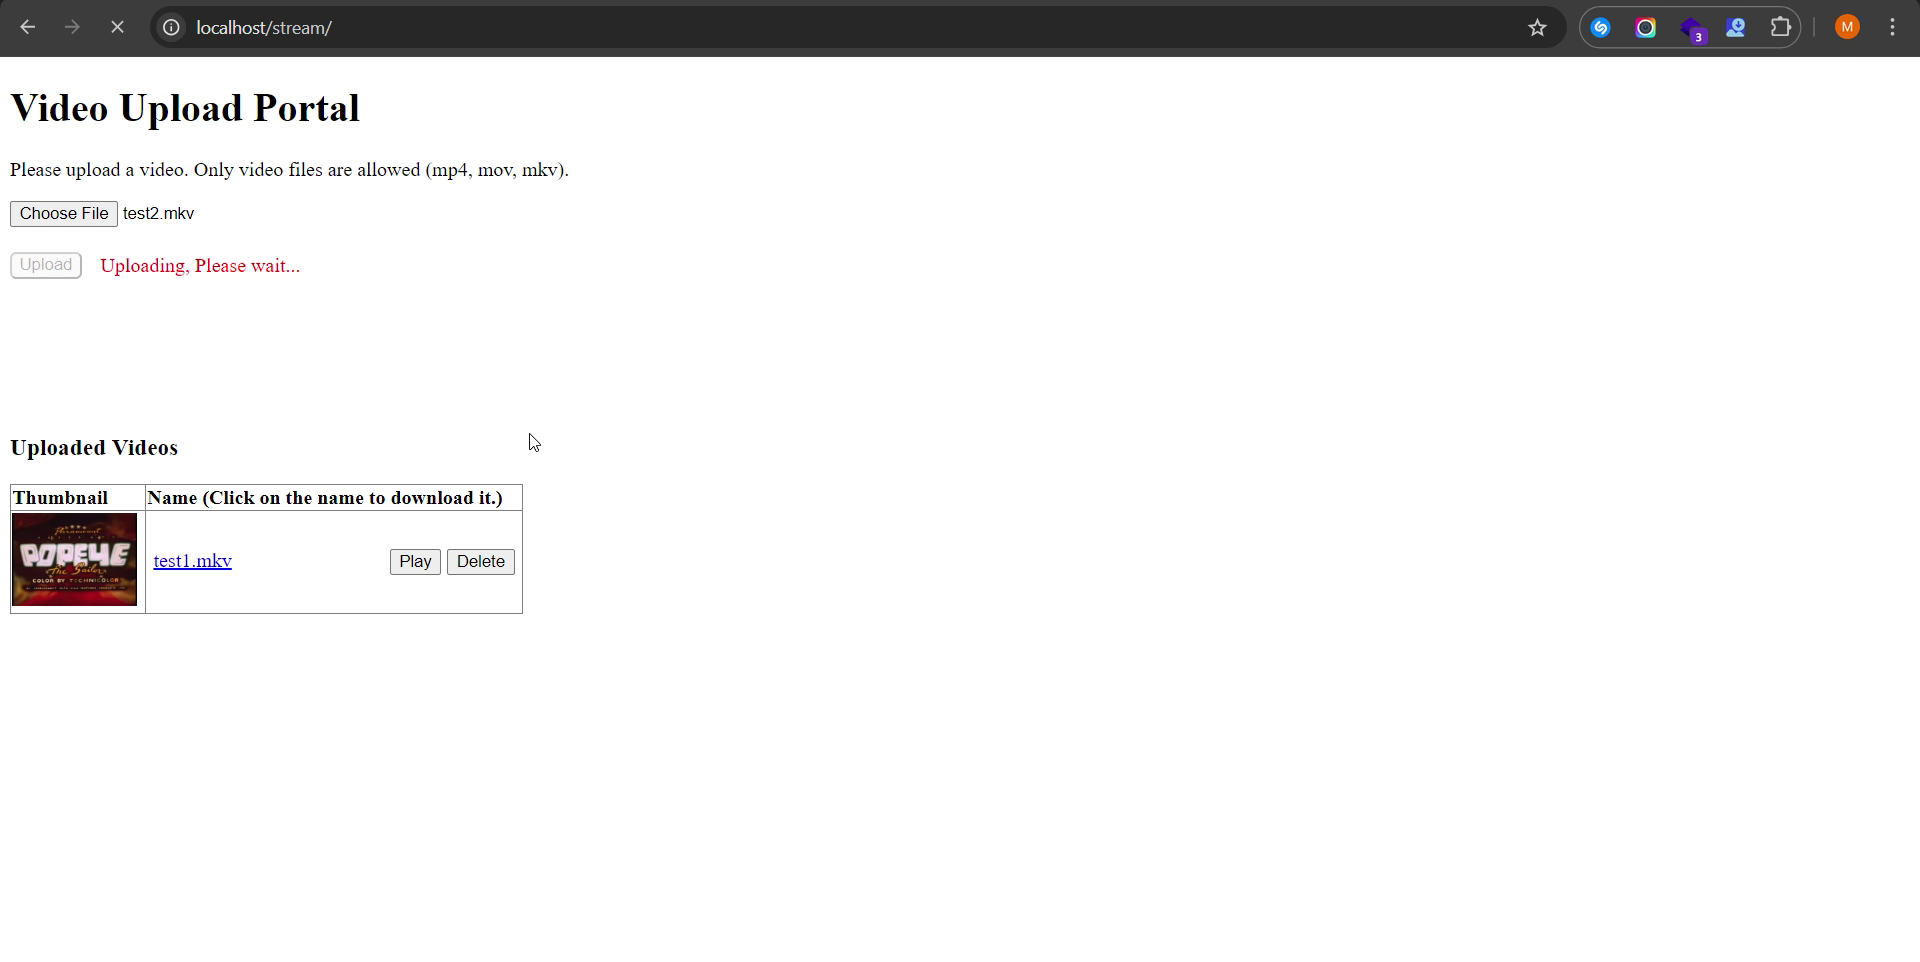 localhost/stream/
3
M
Video Upload Portal
Please upload a video. Only video files are allowed (mp4, mov, mkv).
Choose File test2.mkv
Upload Uploading, Please wait...
Uploaded Videos
Thumbnail Name (Click on the name to download it.)
Paramount
POPEYE
The Sailor
COLOR BY TECHNICOLOR
test1.mkv Play Delete